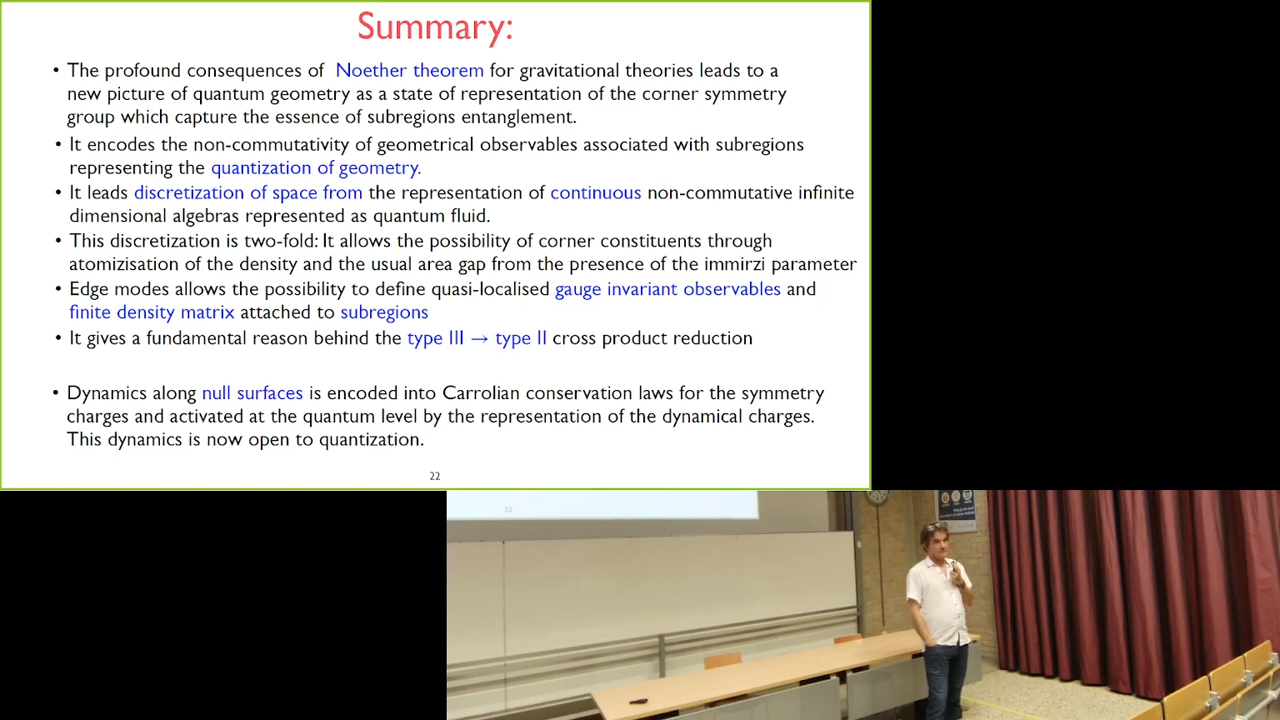 Summary:
• The profound consequences of Noether theorem for gravitational theories leads to a
new picture of quantum geometry as a state of representation of the corner symmetry
group which capture the essence of subregions entanglement.
• It encodes the non-commutativity of geometrical observables associated with subregions
representing the quantization of geometry.
• It leads discretization of space from the representation of continuous non-commutative infinite
dimensional algebras represented as quantum fluid.
• This discretization is two-fold: It allows the possibility of corner constituents through
atomizisation of the density and the usual area gap from the presence of the immirzi parameter
• Edge modes allows the possibility to define quasi-localised gauge invariant observables and
finite density matrix attached to subregions
• It gives a fundamental reason behind the type III → type II cross product reduction
• Dynamics along null surfaces is encoded into Carrolian conservation laws for the symmetry
charges and activated at the quantum level by the representation of the dynamical charges.
This dynamics is now open to quantization.
22
22